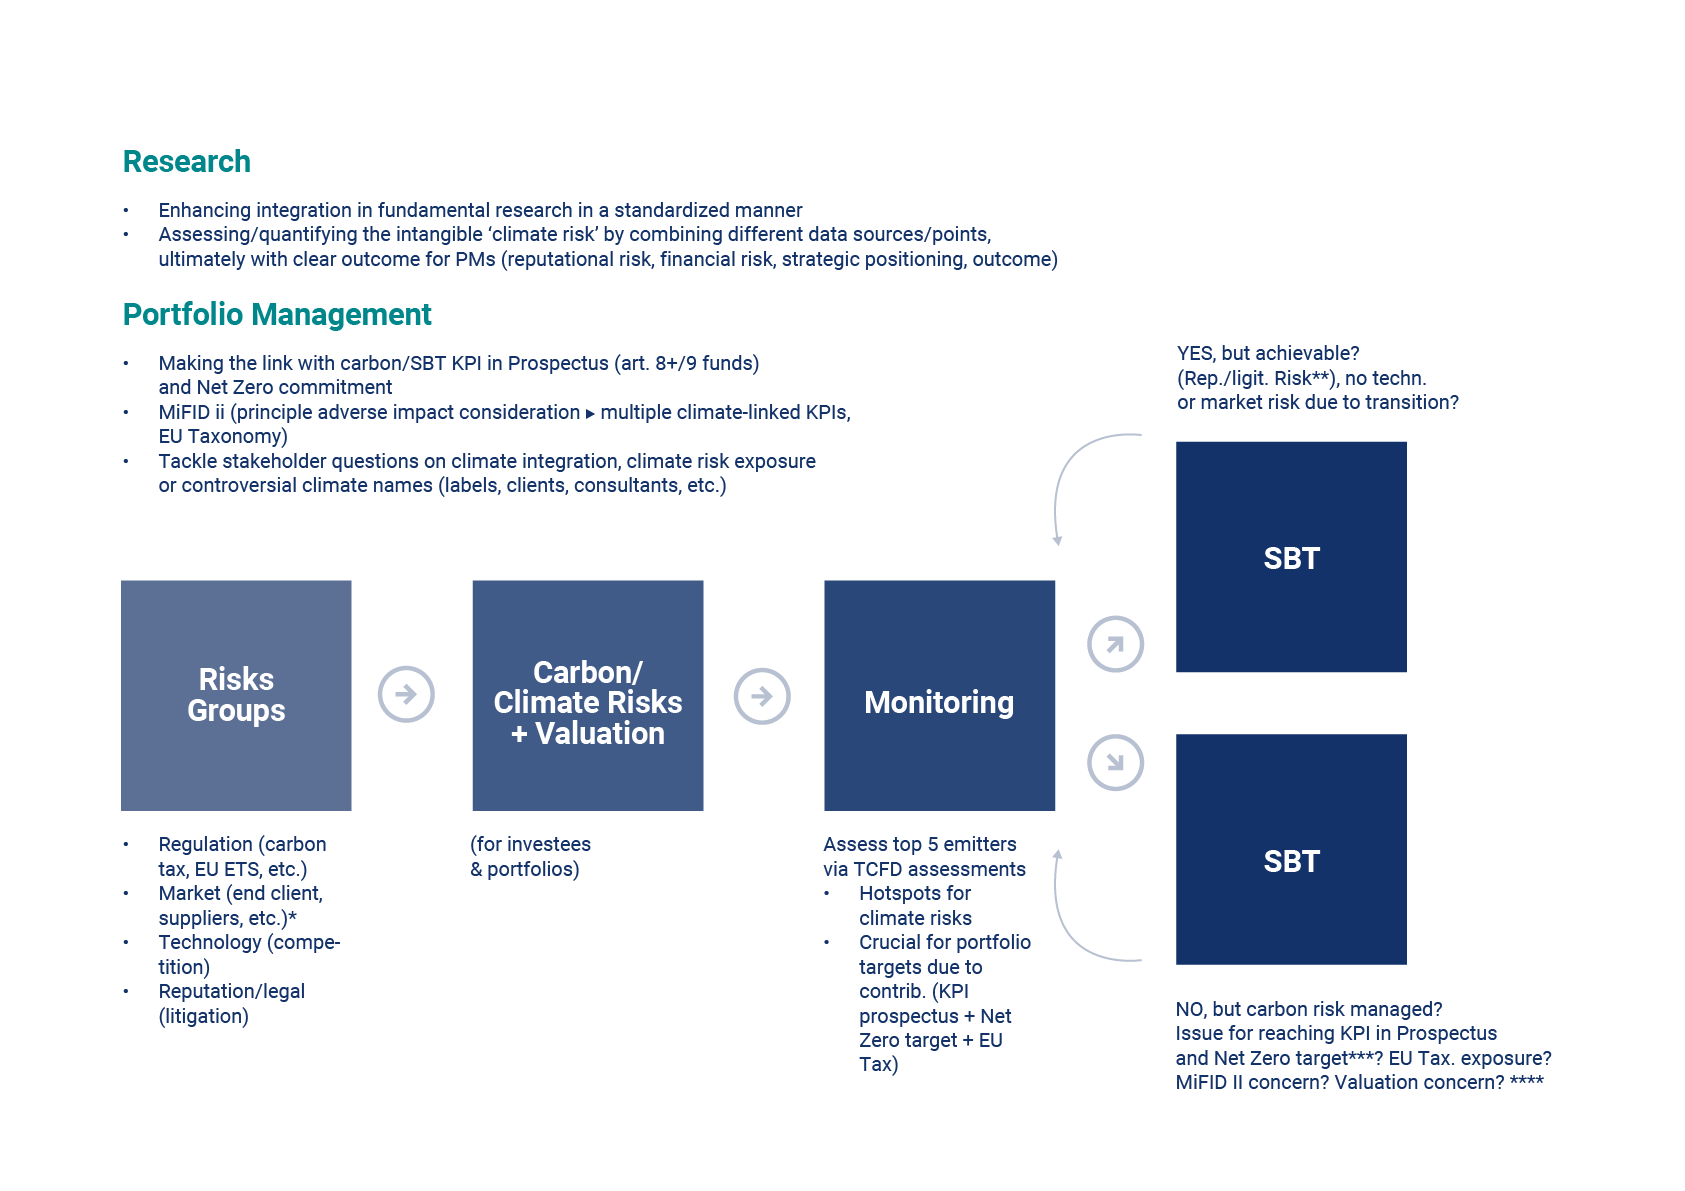 Research
• Enhancing integration in fundamental research in a standardized manner
• Assessing/quantifying the intangible ‘climate risk’ by combining different data sources/points,
ultimately with clear outcome for PMs (reputational risk, financial risk, strategic positioning, outcome)
Portfolio Management
• Making the link with carbon/SBT KPI in Prospectus (art. 8+/9 funds)
and Net Zero commitment
• MiFID ii (principle adverse impact consideration ▸ multiple climate-linked KPIs,
EU Taxonomy)
• Tackle stakeholder questions on climate integration, climate risk exposure
or controversial climate names (labels, clients, consultants, etc.)
Risks
Groups
• Regulation (carbon
tax, EU ETS, etc.)
• Market (end client,
suppliers, etc.)*
• Technology (compe-
tition)
• Reputation/legal
(litigation)
Carbon/
Climate Risks
+ Valuation
(for investees
& portfolios)
Monitoring
Assess top 5 emitters
via TCFD assessments
• Hotspots for
climate risks
• Crucial for portfolio
targets due to
contrib. (KPI
prospectus + Net
Zero target + EU
Tax)
YES, but achievable?
(Rep./ligit. Risk**), no techn.
or market risk due to transition?
SBT
SBT
NO, but carbon risk managed?
Issue for reaching KPI in Prospectus
and Net Zero target***? EU Tax. exposure?
MiFID II concern? Valuation concern? ****